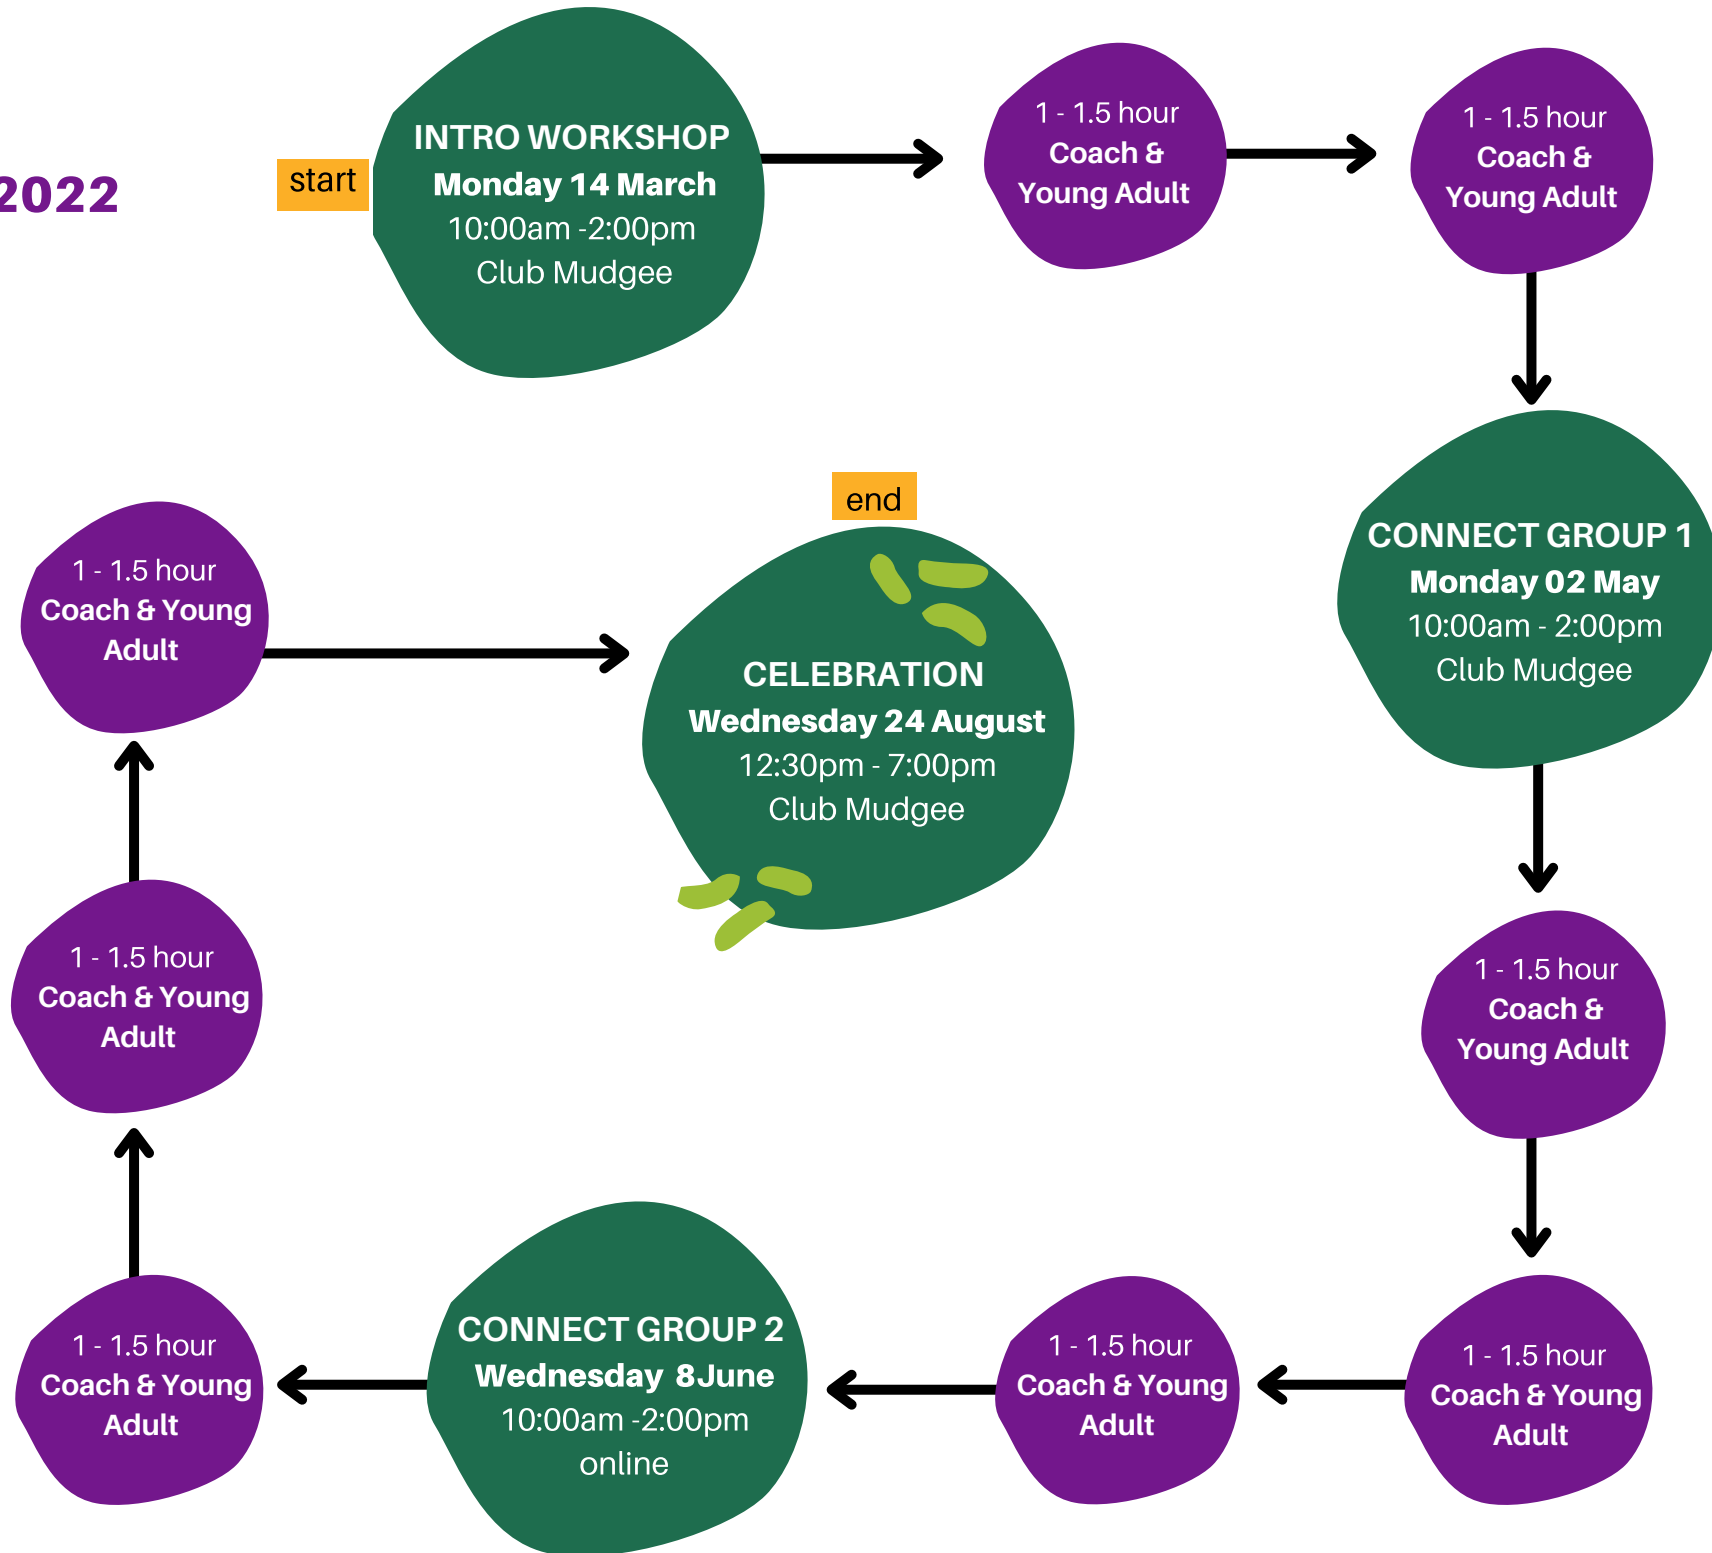 2022
start
INTRO WORKSHOP
Monday 14 March
10:00am -2:00pm
Club Mudgee
1 - 1.5 hour
Coach &
Young Adult
1 - 1.5 hour
Coach &
Young Adult
CONNECT GROUP 1
Monday 02 May
10:00am - 2:00pm
Club Mudgee
1 - 1.5 hour
Coach &
Young Adult
1 - 1.5 hour
Coach & Young
Adult
1 - 1.5 hour
Coach & Young
Adult
CONNECT GROUP 2
Wednesday  8June
10:00am -2:00pm
online
1 - 1.5 hour
Coach & Young
Adult
1 - 1.5 hour
Coach & Young
Adult
1 - 1.5 hour
Coach & Young
Adult
end
CELEBRATION
Wednesday 24 August
12:30pm - 7:00pm
Club Mudgee